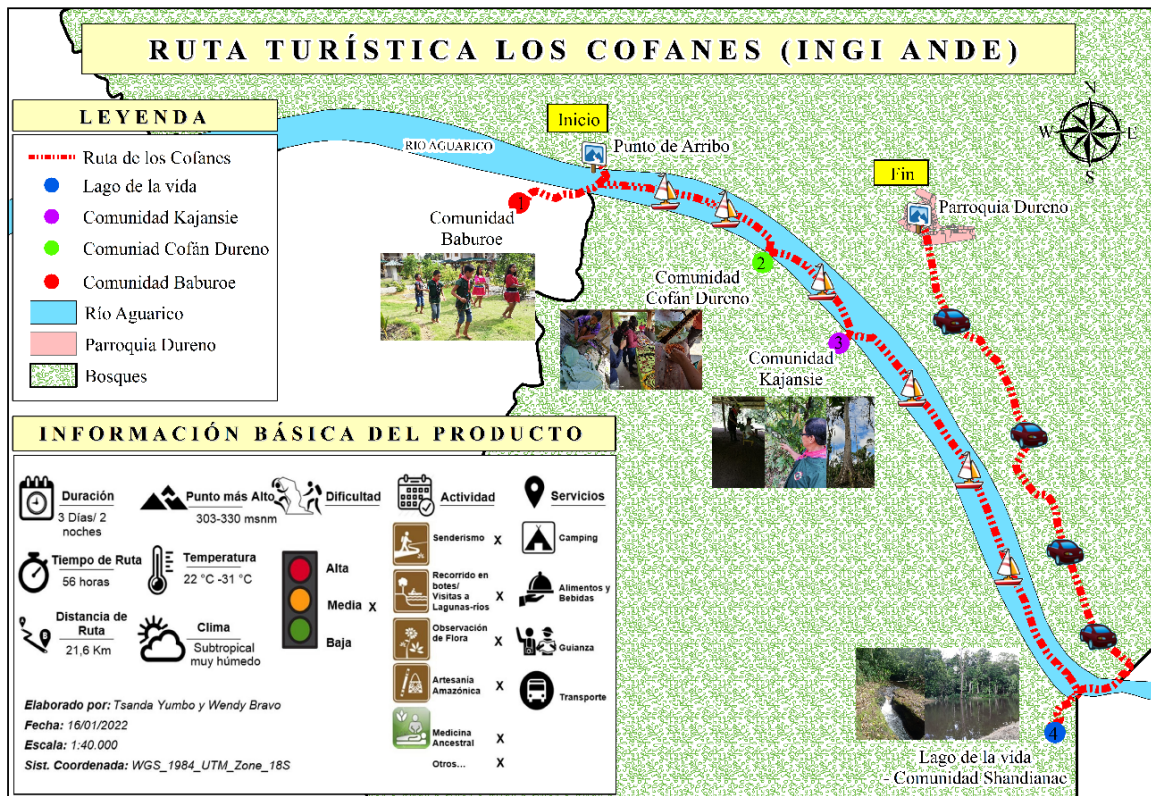 RUTA TURÍSTICA LOS COFANES (INGI ANDE)
LEYENDA
Ruta de los Cofanes
Lago de la vida
Comunidad Kajansie
Comuniad Cofán Dureno
Comunidad Baburoe
Río Aguarico
Parroquia Dureno
Bosques
RIO AGUARICO
Inicio
Punto de Arribo
Fin
Parroquia Dureno
N
W
E
S
1
Comunidad
Baburoe
2
Comunidad
Cofán Dureno
3
Comunidad
Kajansie
4
Lago de la vida
- Comunidad Shandianac
INFORMACIÓN BÁSICA DEL PRODUCTO
Duración
3 Días/ 2
noches
Punto más Alto
303-330 msnm
Dificultad
Actividad
Servicios
Tiempo de Ruta
56 horas
Temperatura
22 °C -31 °C
Distancia de
Ruta
21,6 Km
Clima
Subtropical
muy húmedo
Alta
Media X
Baja
Senderismo X
Recorrido en
botes/
Visitas a
Lagunas-rios X
Observación
de Flora X
Artesanía
Amazónica X
Medicina
Ancestral X
Otros... X
Camping
Alimentos y
Bebidas
Guianza
Transporte
Elaborado por: Tsanda Yumbo y Wendy Bravo
Fecha: 16/01/2022
Escala: 1:40.000
Sist. Coordenada: WGS_1984_UTM_Zone_18S